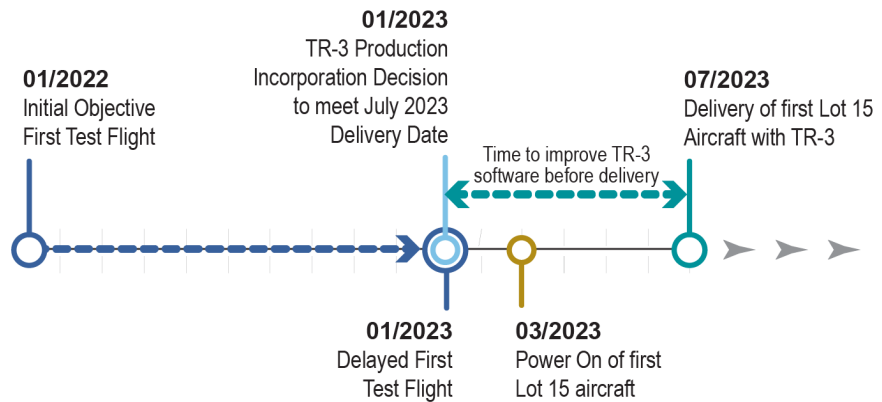 01/2023
TR-3 Production
Incorporation Decision
to meet July 2023
Delivery Date
01/2022
Initial Objective
First Test Flight
07/2023
Delivery of first Lot 15
Aircraft with TR-3
Time to improve TR-3
software before delivery
01/2023
Delayed First
Test Flight
03/2023
Power On of first
Lot 15 aircraft